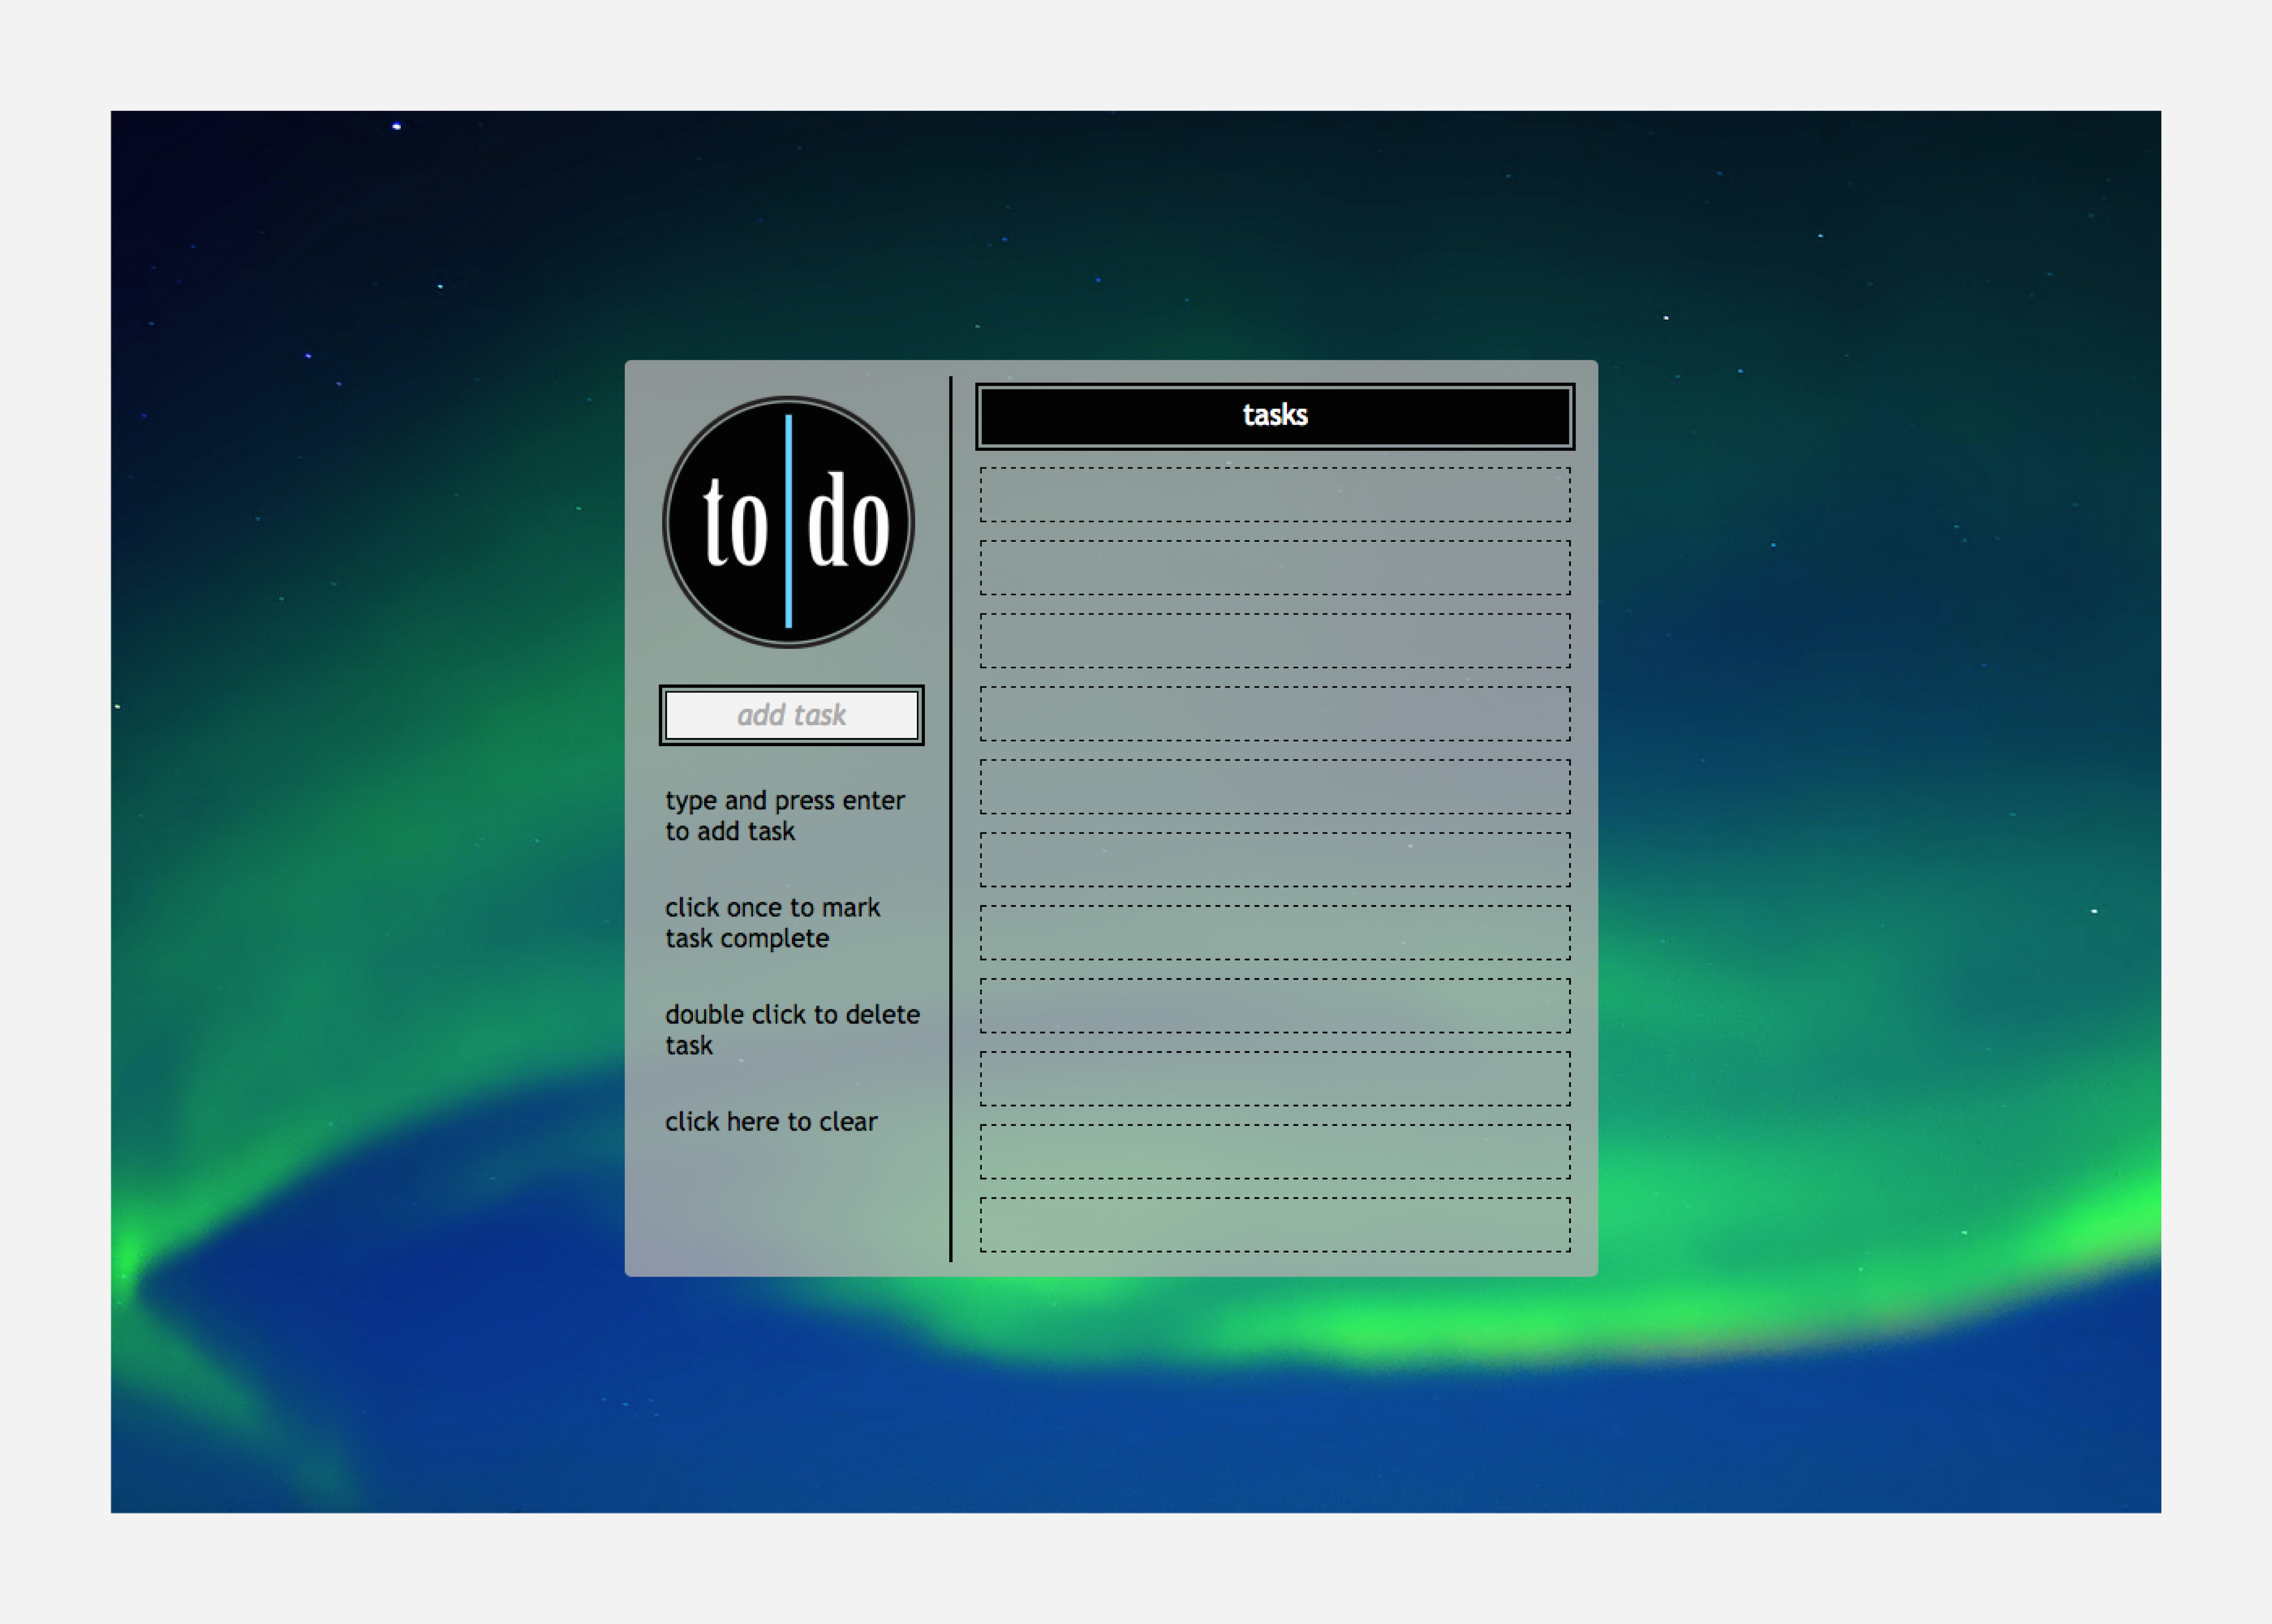 to do
tasks
add task
type and press enter
to add task
click once to mark
task complete
double click to delete
task
click here to clear